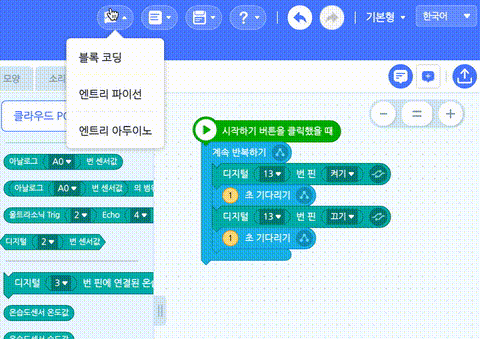 기본형
한국어
블록 코딩
엔트리 파이선
엔트리 아두이노
모양
소리
클라우드 PC
아날로그 A0 번 센서값
아날로그 A0 번 센서값 의 범위
울트라소닉 Trig 2 Echo 4
디지털 2 번 센서값
디지털 3 번 핀에 연결된 온습
온습도센서 온도값
시작하기 버튼을 클릭했을 때
계속 반복하기
디지털 13 번 핀 켜기
1 초 기다리기
디지털 13 번 핀 끄기
1 초 기다리기